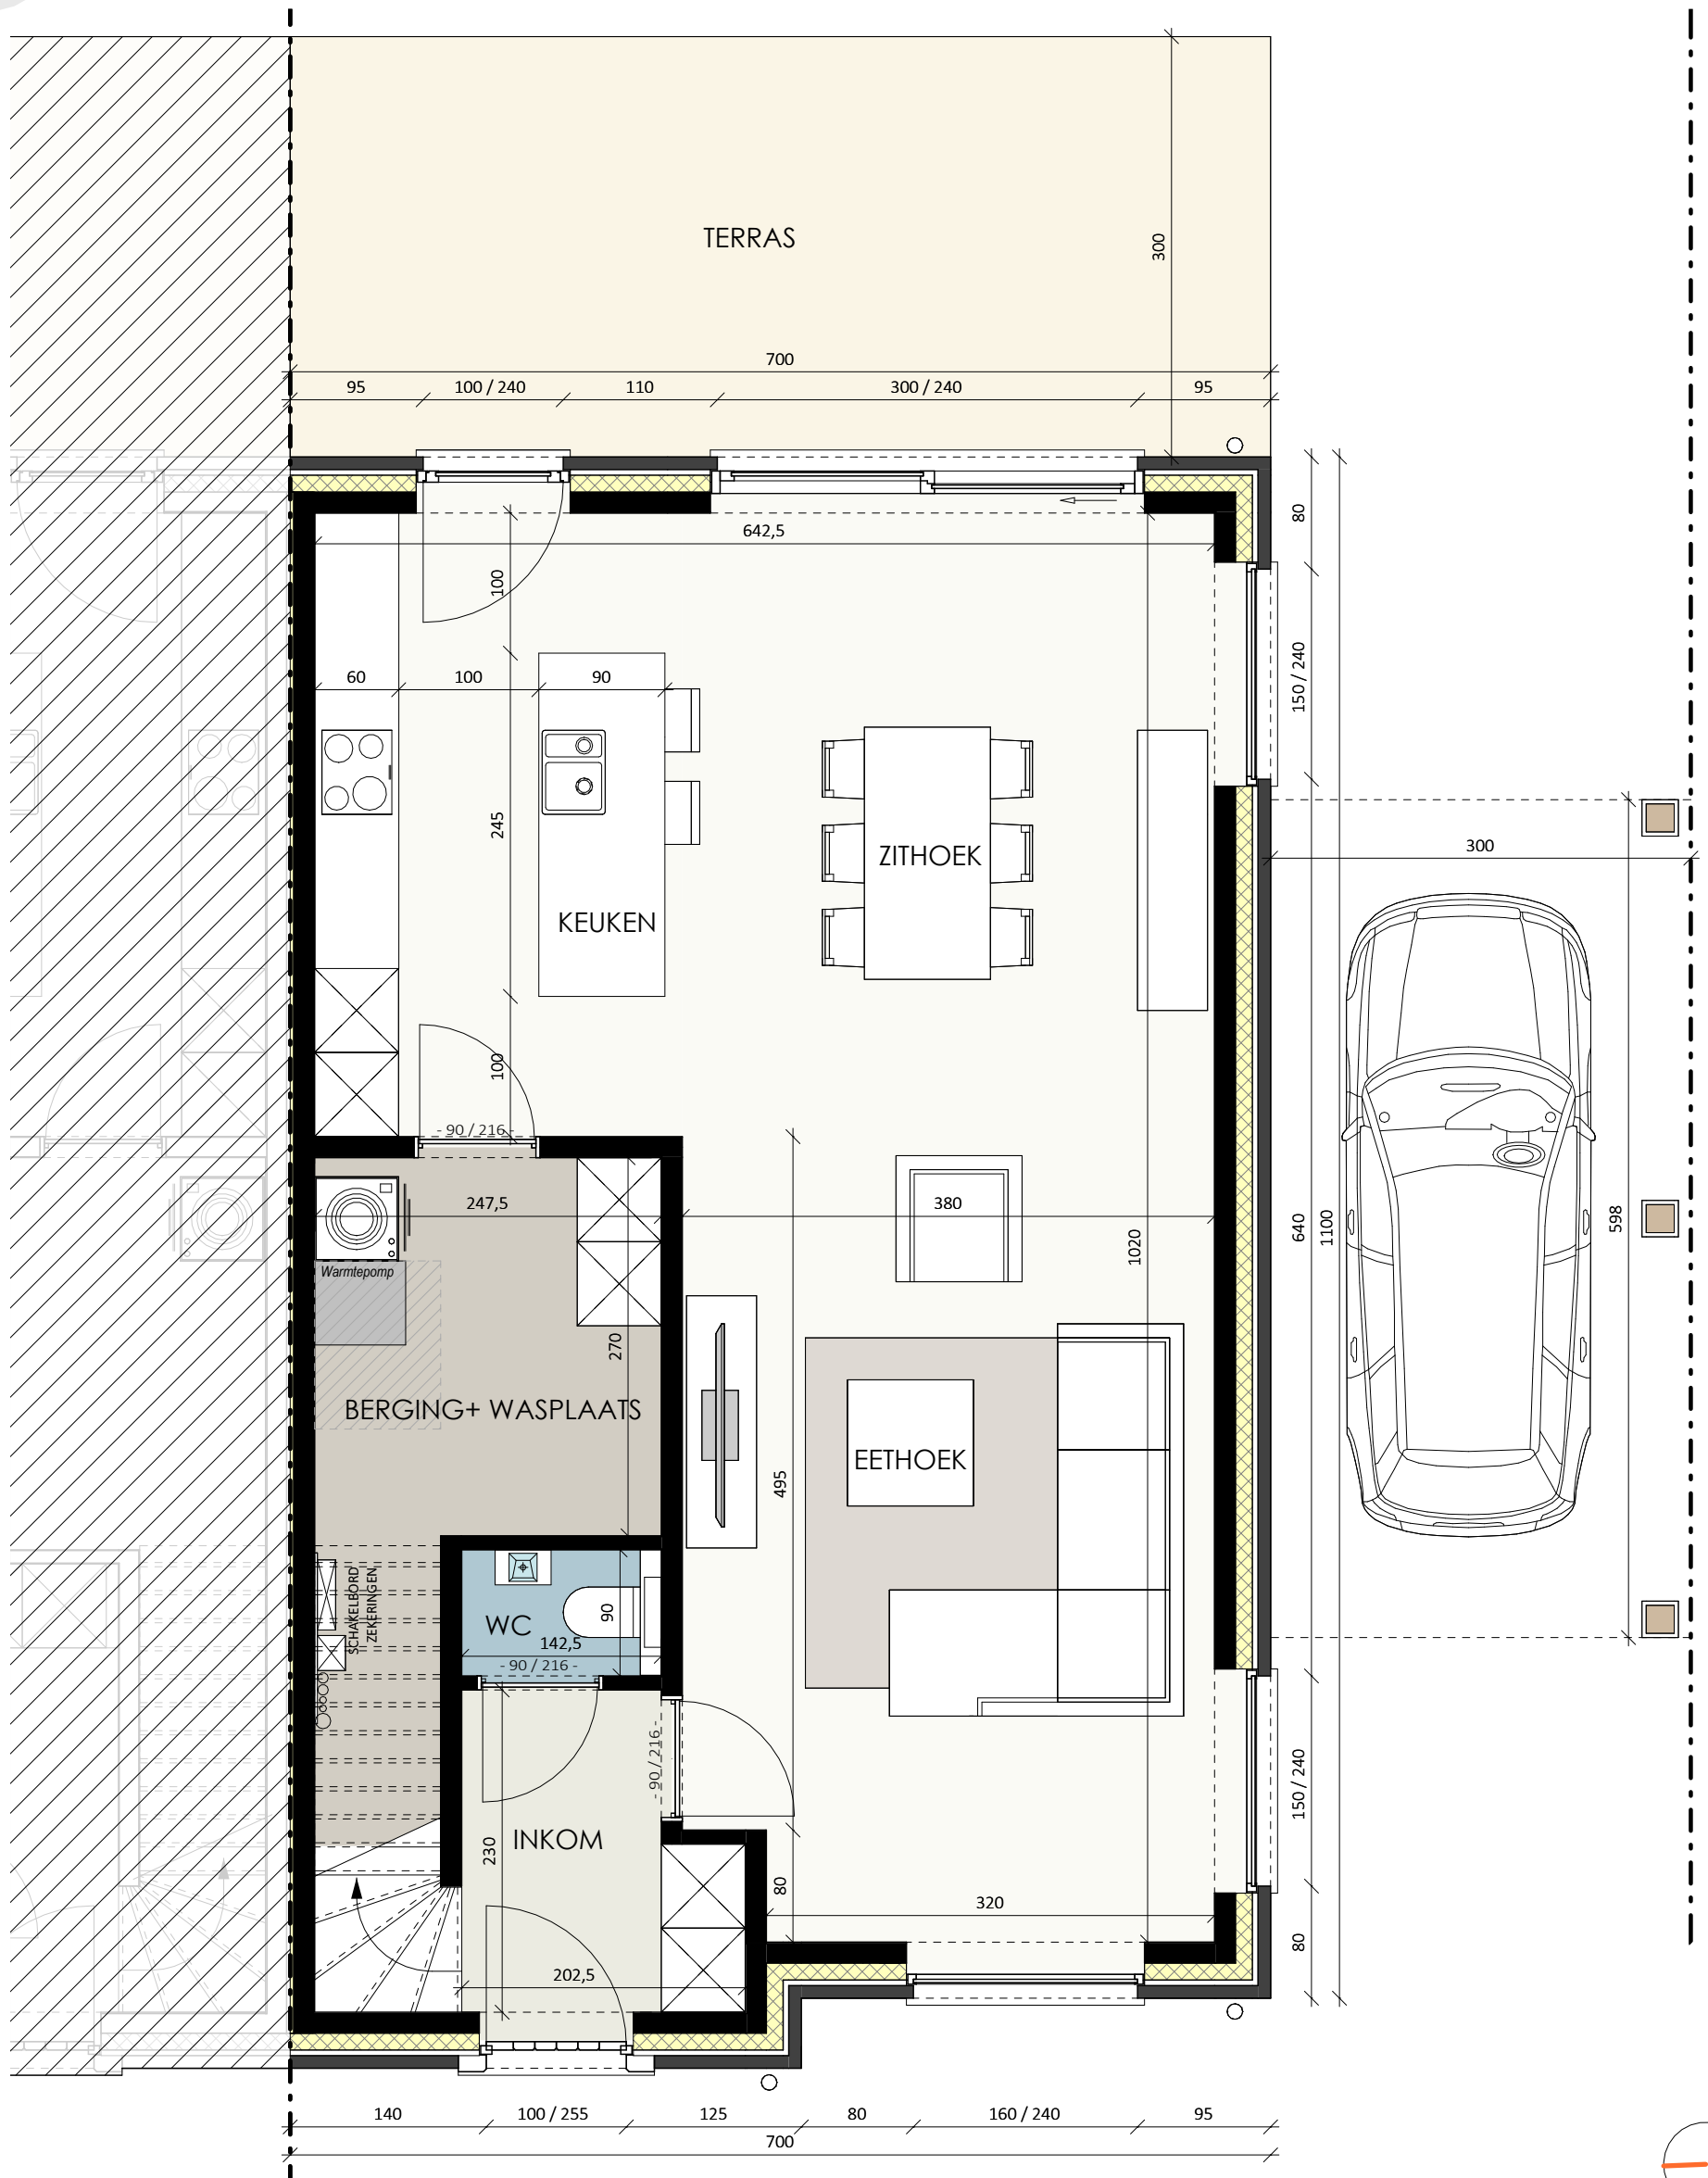 TERRAS
300
700
95
100 / 240
110
300 / 240
95
642,5
80
100
150 / 240
60
100
90
245
ZITHOEK
300
KEUKEN
100
- 90 / 216 -
247,5
380
1020
640
1100
598
Warmtepomp
270
BERGING+ WASPLAATS
EETHOEK
495
SCHAKELBORD
ZEKERINGEN
WC
90
142,5
- 90 / 216 -
- 90 / 216 -
150 / 240
INKOM
230
80
320
80
202,5
140
100 / 255
125
80
160 / 240
95
700